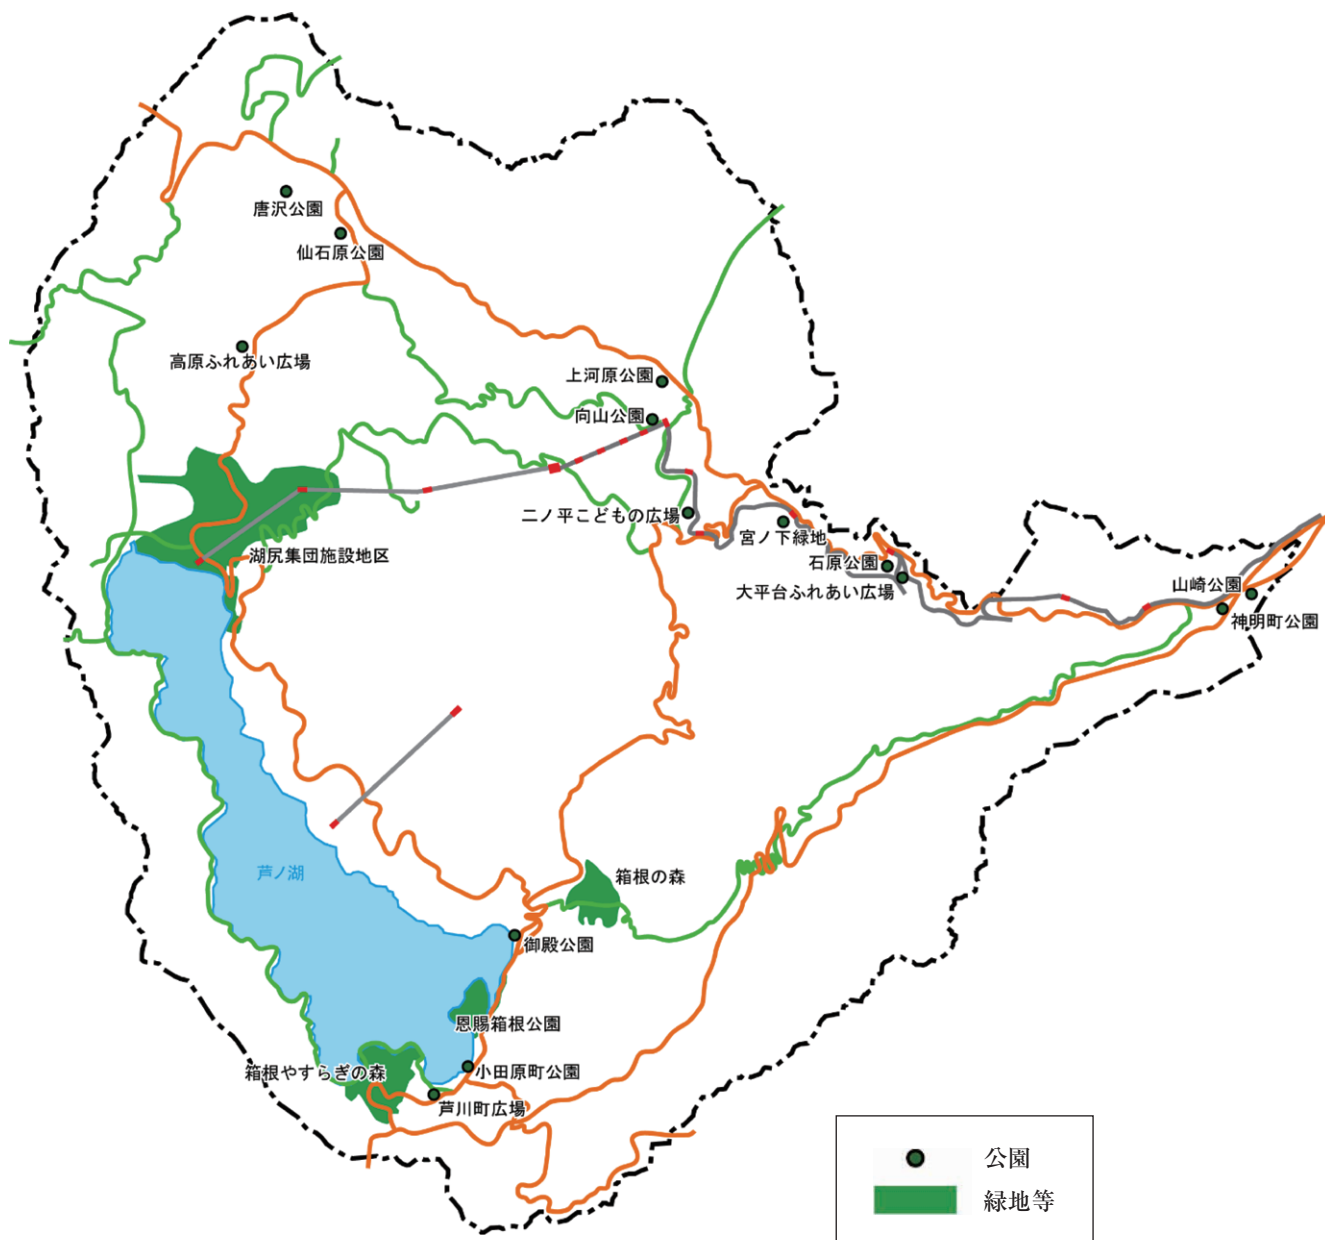 唐沢公園
仙石原公園
高原ふれあい広場
上河原公園
向山公園
二ノ平こどもの広場
宮ノ下緑地
湖尻集団施設地区
石原公園
大平台ふれあい広場
山崎公園
神明町公園
芦ノ湖
箱根の森
御殿公園
恩賜箱根公園
箱根やすらぎの森
小田原町公園
芦川町広場
公園
緑地等